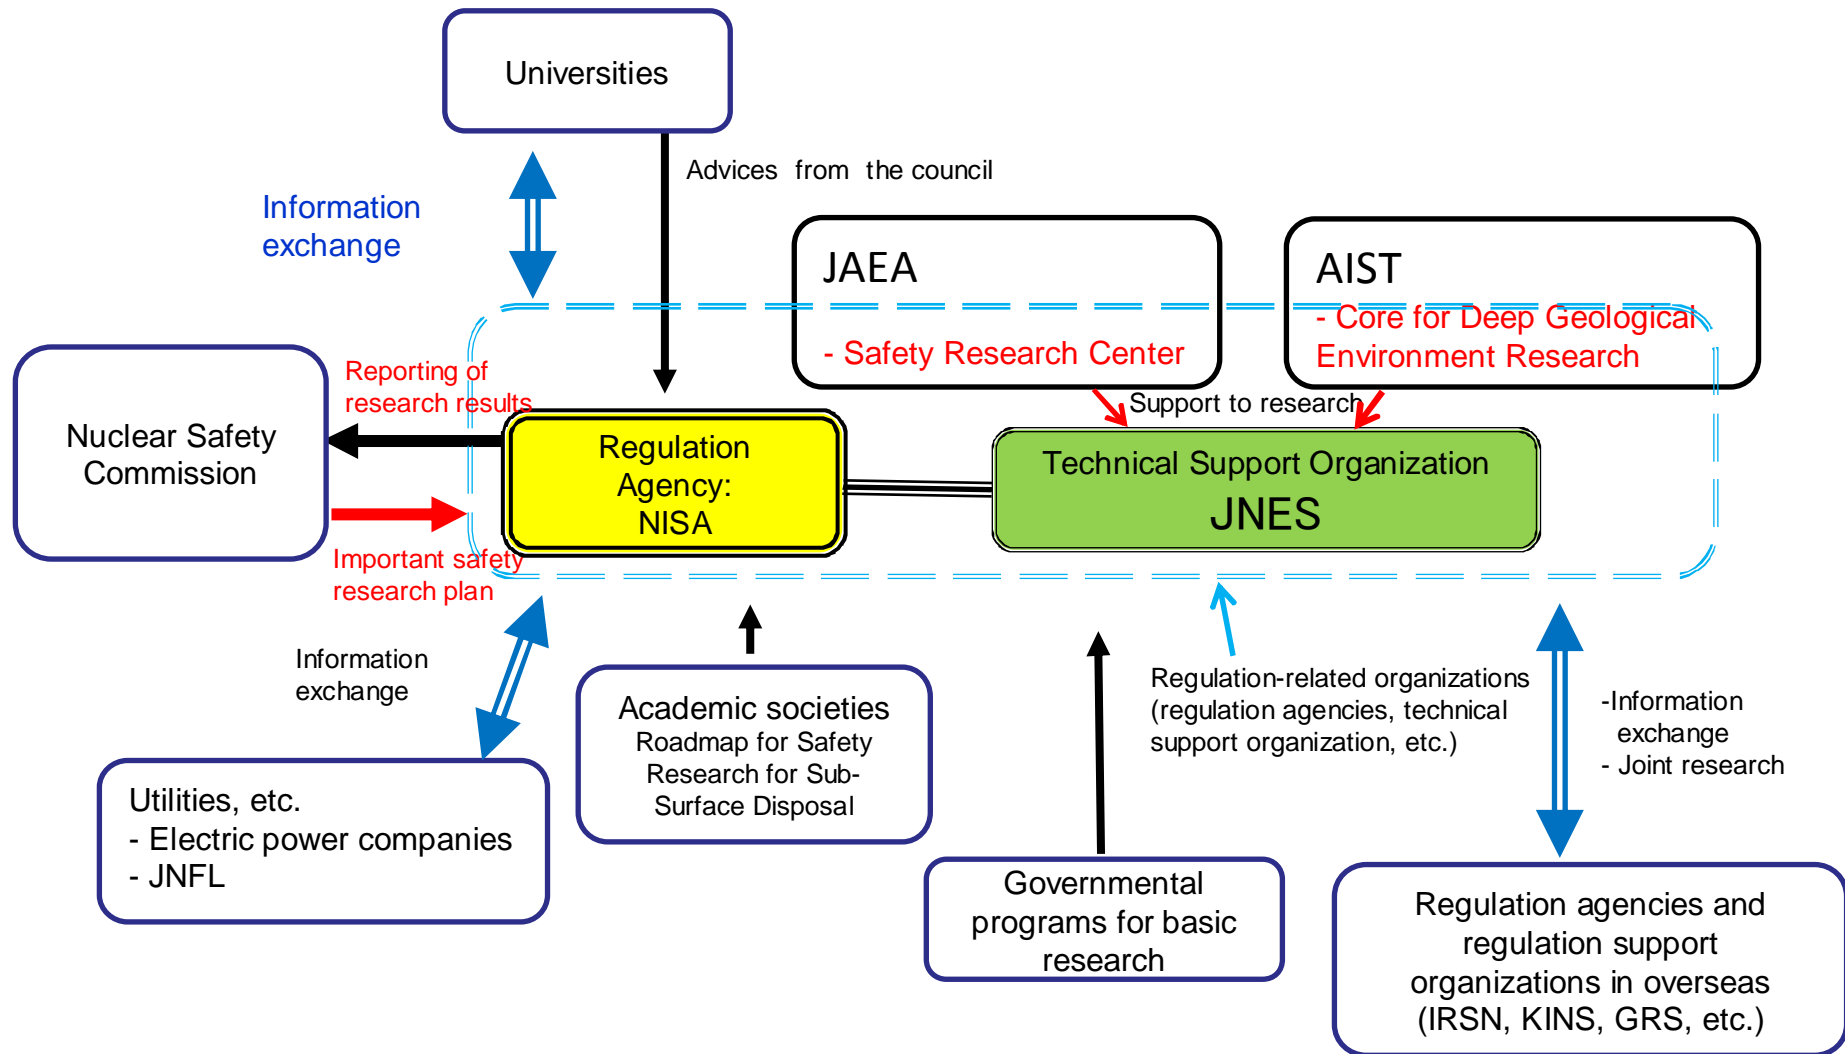 Universities
Advices from the council
Information
exchange
JAEA
- Safety Research Center
AIST
- Core for Deep Geological
Environment Research
Reporting of
research results
Support to research
Nuclear Safety
Commission
Regulation
Agency:
NISA
Technical Support Organization
JNES
Important safety
research plan
Information
exchange
Academic societies
Roadmap for Safety
Research for Sub-
Surface Disposal
Regulation-related organizations
(regulation agencies, technical
support organization, etc.)
-Information
exchange
- Joint research
Utilities, etc.
- Electric power companies
- JNFL
Governmental
programs for basic
research
Regulation agencies and
regulation support
organizations in overseas
(IRSN, KINS, GRS, etc.)